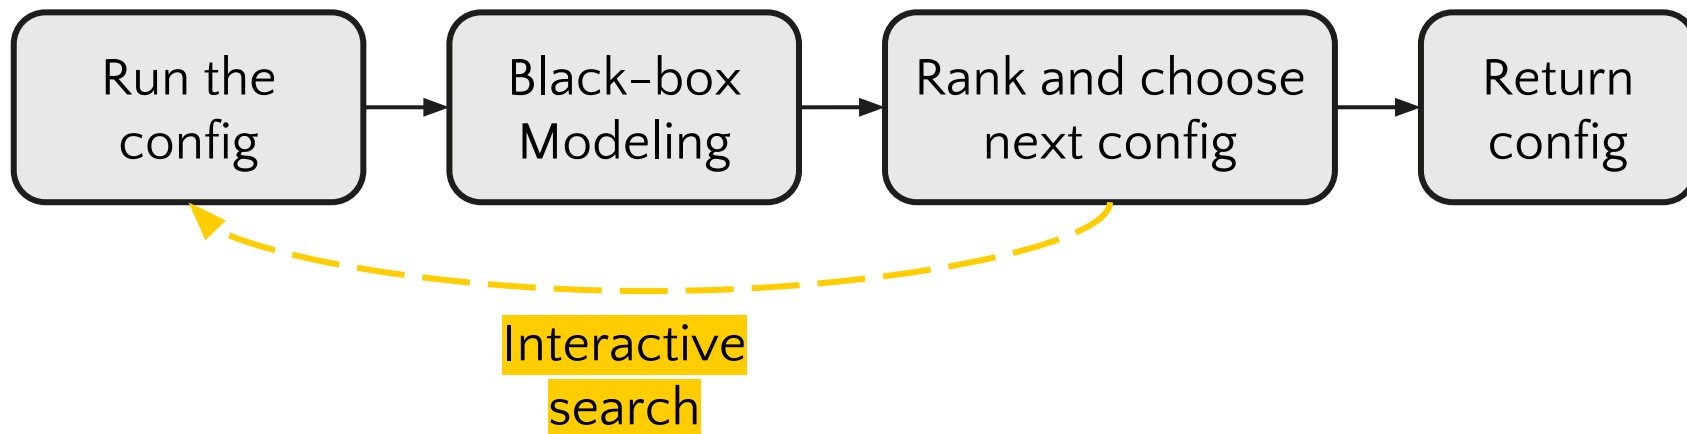 Run the
config
Black-box
Modeling
Rank and choose
next config
Return
config
Interactive
search